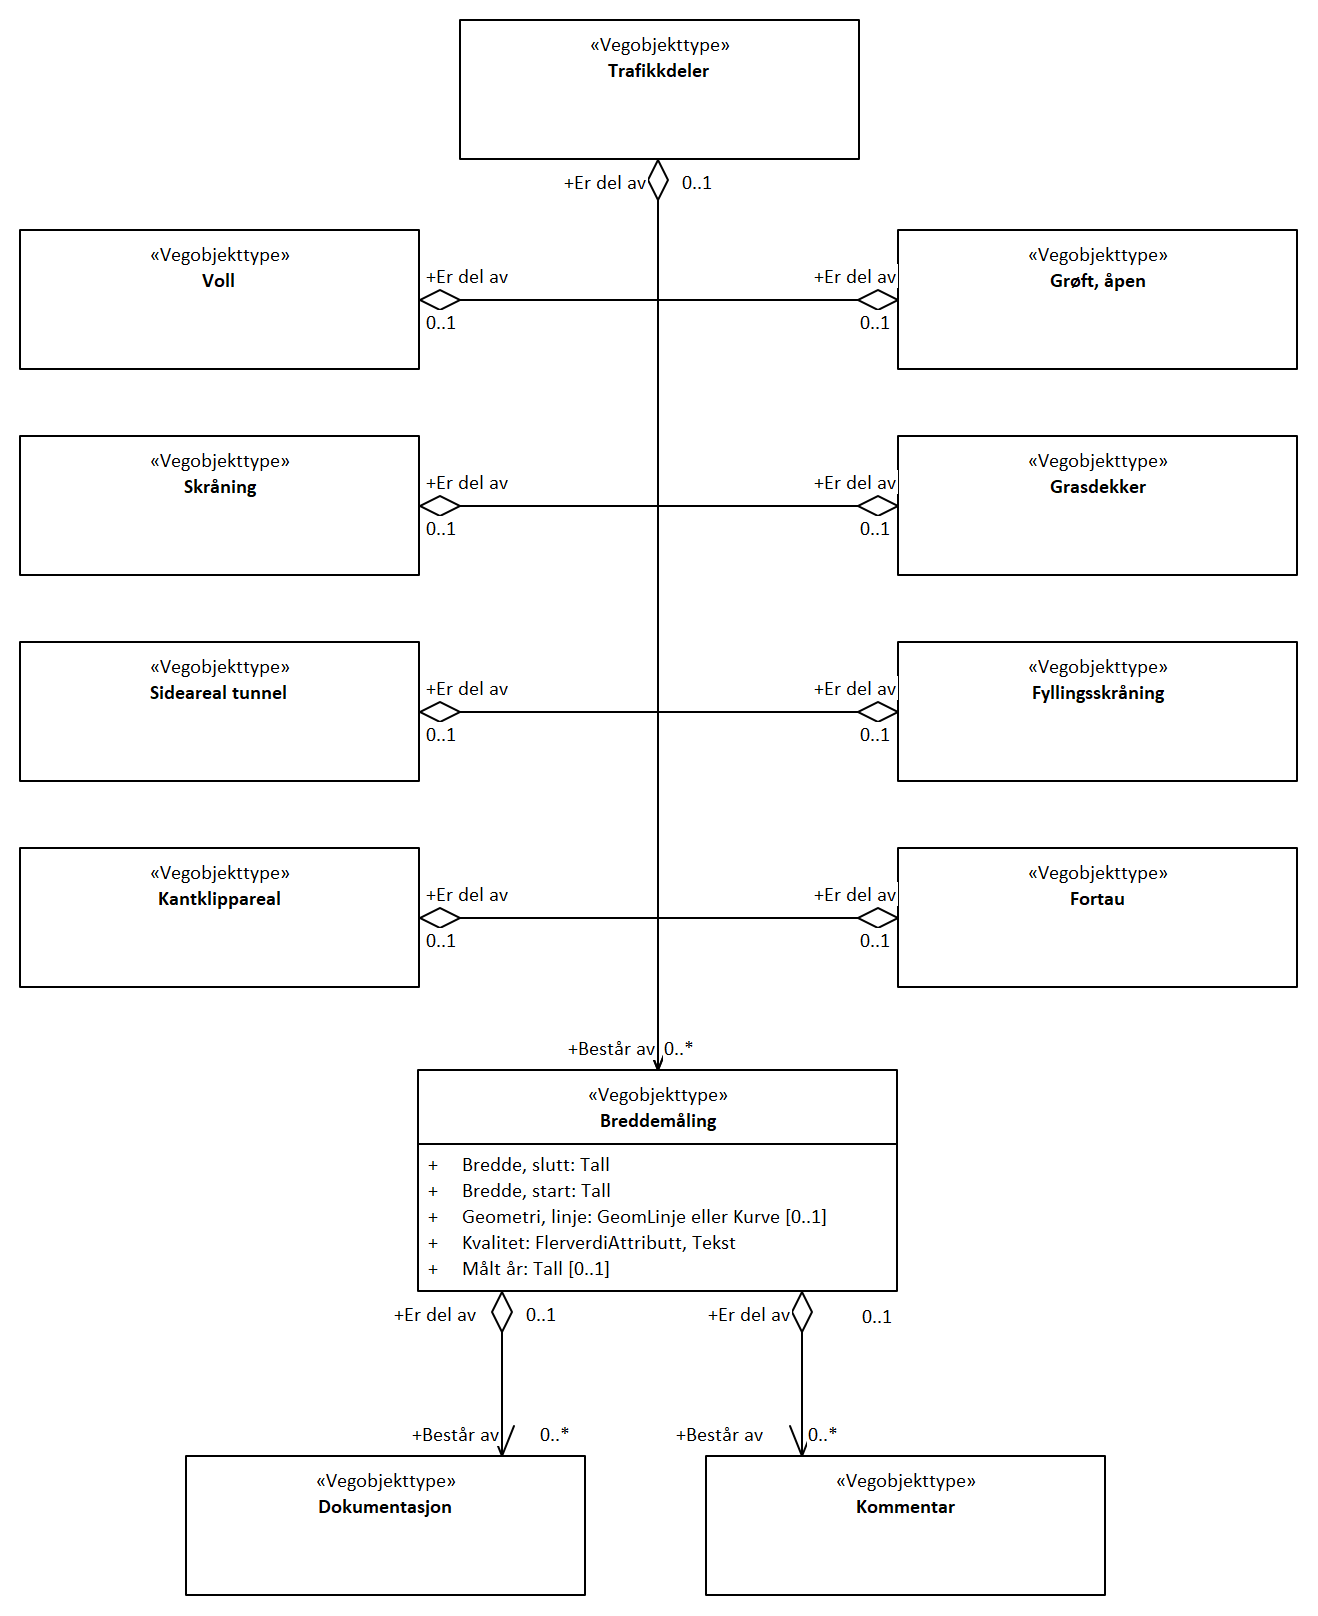 «Vegobjekttype»
Trafikkdeler
+Er del av 0..1
«Vegobjekttype»
Voll
+Er del av
0..1
«Vegobjekttype»
Grøft, åpen
+Er del av
0..1
«Vegobjekttype»
Skråning
+Er del av
0..1
«Vegobjekttype»
Grasdekker
+Er del av
0..1
«Vegobjekttype»
Sideareal tunnel
+Er del av
0..1
«Vegobjekttype»
Fyllingsskråning
+Er del av
0..1
«Vegobjekttype»
Kantklippareal
+Er del av
0..1
«Vegobjekttype»
Fortau
+Er del av
0..1
+Består av 0..*
«Vegobjekttype»
Breddemåling
+ Bredde, slutt: Tall
+ Bredde, start: Tall
+ Geometri, linje: GeomLinje eller Kurve [0..1]
+ Kvalitet: FlerverdiAttributt, Tekst
+ Målt år: Tall [0..1]
+Er del av 0..1
+Er del av 0..1
+Består av 0..*
+Består av 0..*
«Vegobjekttype»
Dokumentasjon
«Vegobjekttype»
Kommentar